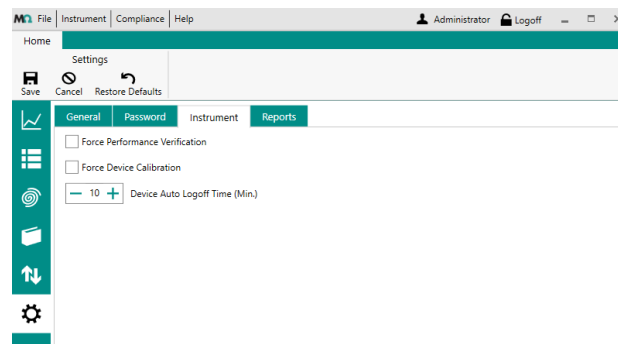 File Instrument Compliance Help Administrator Logoff
Home
Settings
Save Cancel Restore Defaults
General Password Instrument Reports
Force Performance Verification
Force Device Calibration
10 Device Auto Logoff Time (Min.)